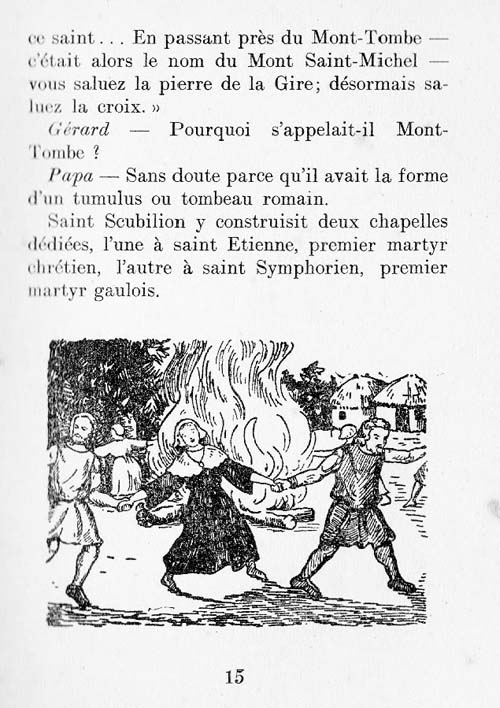 ce saint... En passant près du Mont-Tombe —
c'était alors le nom du Mont Saint-Michel —
vous saluez la pierre de la Gire; désormais sa-
luez la croix. »
Gérard — Pourquoi s'appelait-il Mont-
Tombe ?
Papa — Sans doute parce qu'il avait la forme
d'un tumulus ou tombeau romain.
Saint Scubilion y construisit deux chapelles
dédiées, l'une à saint Etienne, premier martyr
chrétien, l'autre à saint Symphorien, premier
martyr gaulois.
15